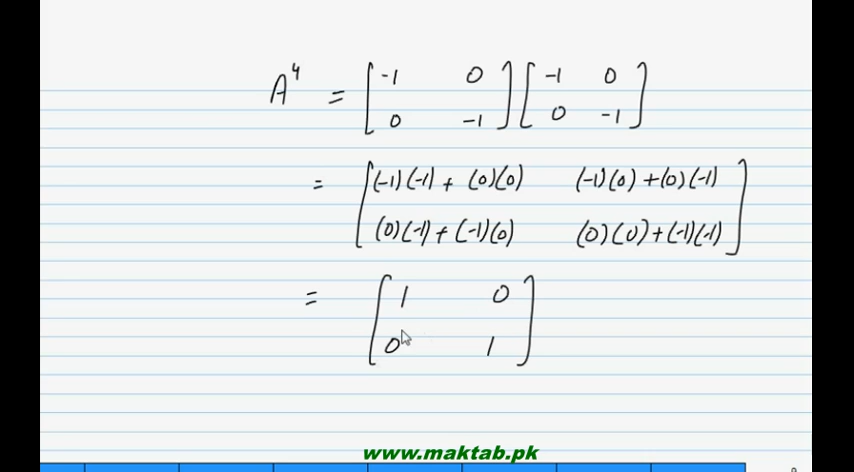 A⁴ = [ -1 0 ] [ -1 0 ]
[ 0 -1 ] [ 0 -1 ]
= [ (-1)(-1) + (0)(0) (-1)(0) + (0)(-1) ]
[ (0)(-1) + (-1)(0) (0)(0) + (-1)(-1) ]
= [ 1 0 ]
[ 0 1 ]
www.maktab.pk